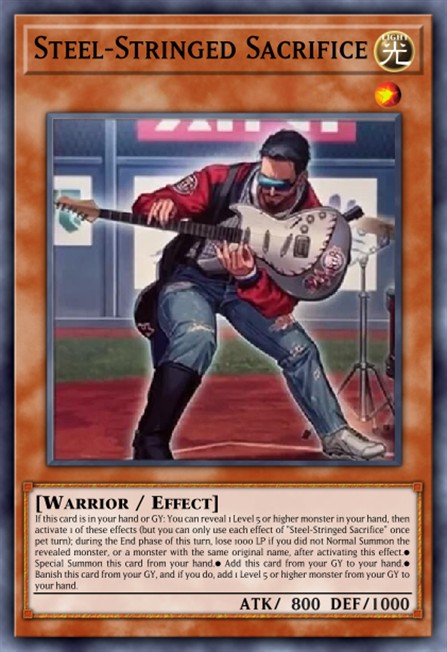 STEEL-STRINGED SACRIFICE
LIGHT
光
[WARRIOR / EFFECT]
If this card is in your hand or GY: You can reveal 1 Level 5 or higher monster in your hand, then
activate 1 of these effects (but you can only use each effect of "Steel-Stringed Sacrifice" once
pet turn); during the End phase of this turn, lose 1000 LP if you did not Normal Summon the
revealed monster, or a monster with the same original name, after activating this effect.●
Special Summon this card from your hand.● Add this card from your GY to your hand.●
Banish this card from your GY, and if you do, add 1 Level 5 or higher monster from your GY to
your hand.
ATK/ 800 DEF/1000